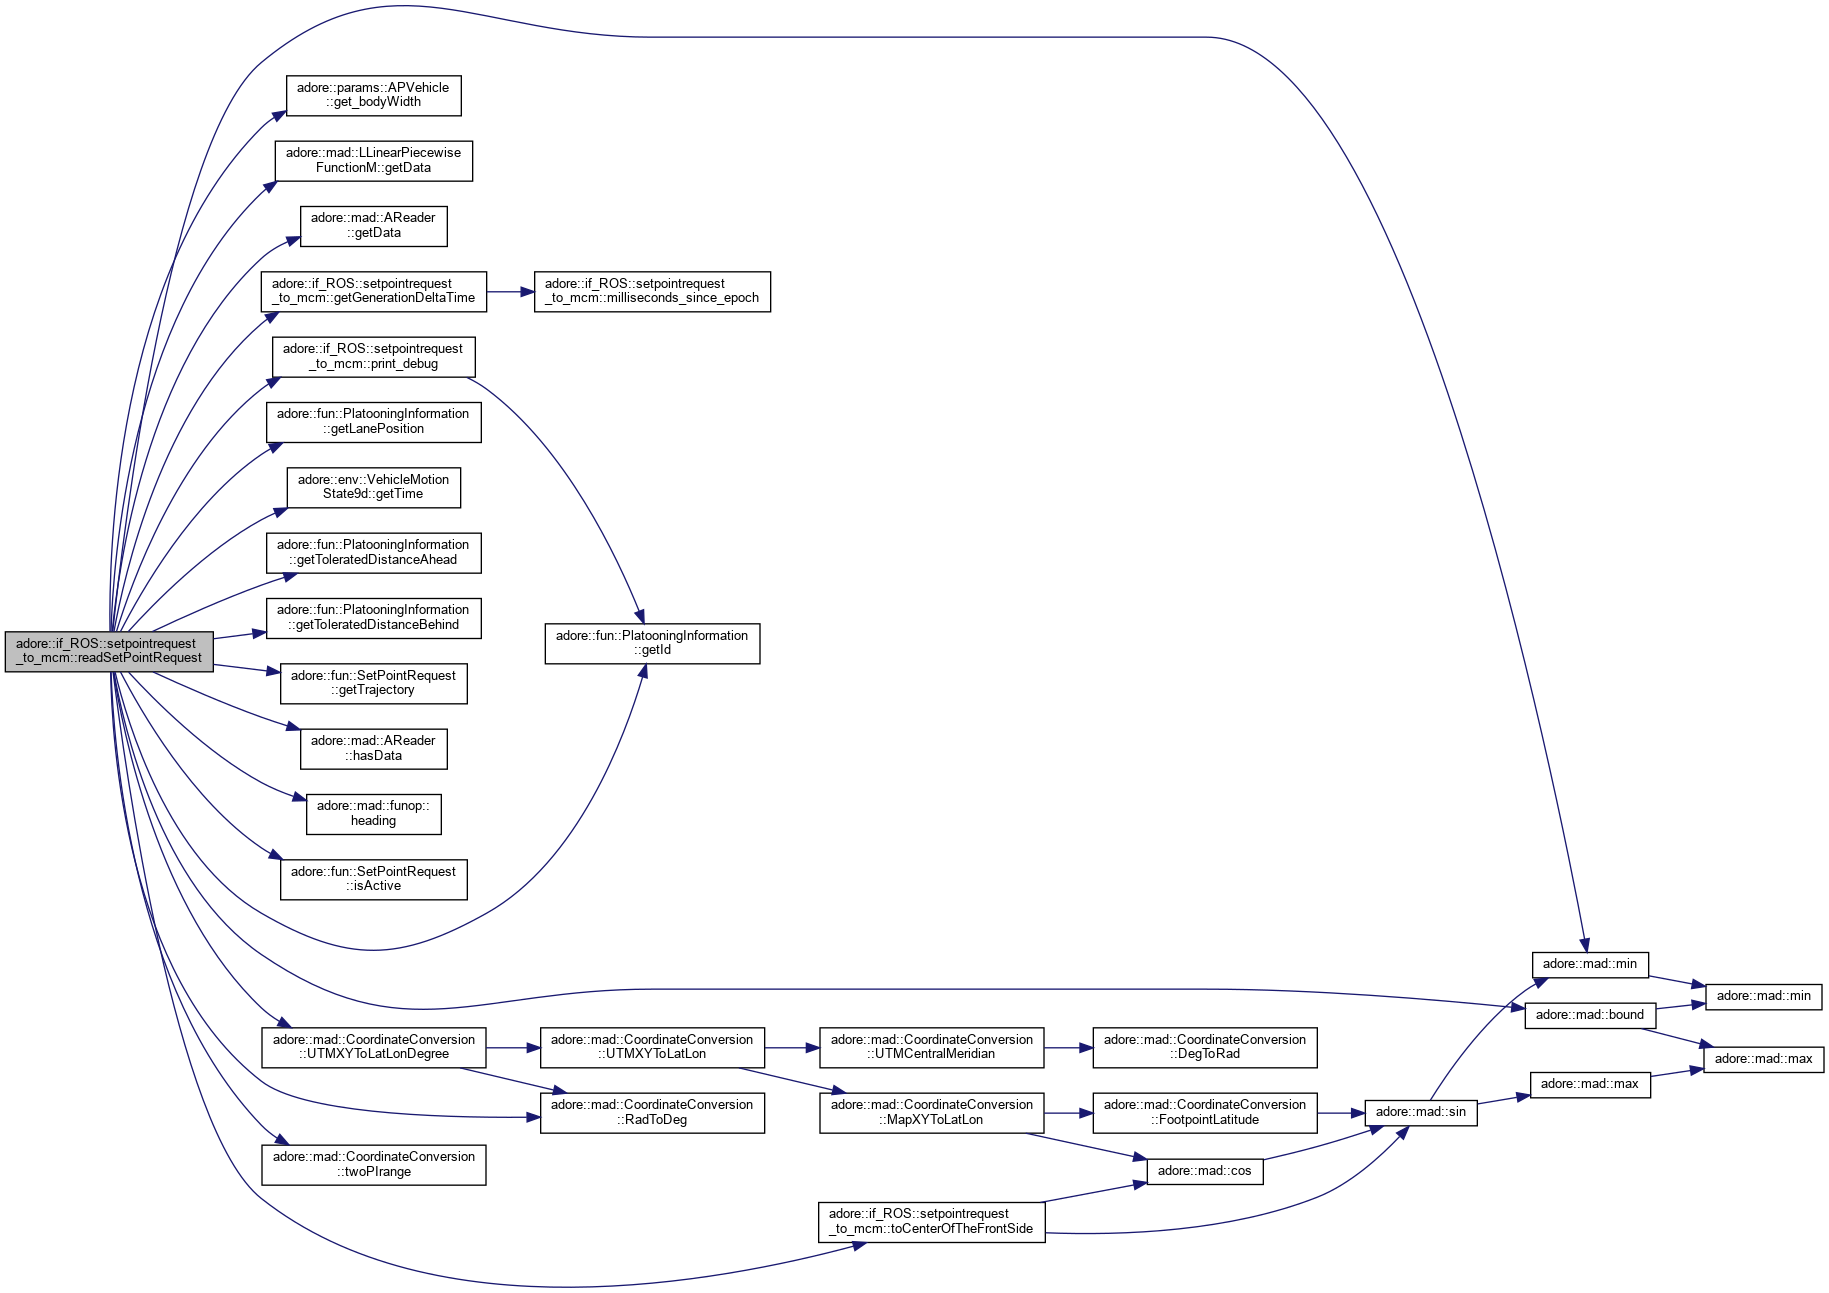 adore::params::APVehicle
::get_bodyWidth
adore::mad::LLinearPiecewise
FunctionM::getData
adore::mad::AReader
::getData
adore::if_ROS::setpointrequest
_to_mcm::getGenerationDeltaTime
adore::if_ROS::setpointrequest
_to_mcm::milliseconds_since_epoch
adore::if_ROS::setpointrequest
_to_mcm::print_debug
adore::fun::PlatooningInformation
::getLanePosition
adore::env::VehicleMotion
State9d::getTime
adore::fun::PlatooningInformation
::getToleratedDistanceAhead
adore::fun::PlatooningInformation
::getToleratedDistanceBehind
adore::if_ROS::setpointrequest
_to_mcm::readSetPointRequest
adore::fun::PlatooningInformation
::getId
adore::fun::SetPointRequest
::getTrajectory
adore::mad::AReader
::hasData
adore::mad::funop::
heading
adore::fun::SetPointRequest
::isActive
adore::mad::min
adore::mad::min
adore::mad::bound
adore::mad::CoordinateConversion
::UTMXYToLatLonDegree
adore::mad::CoordinateConversion
::UTMXYToLatLon
adore::mad::CoordinateConversion
::UTMCentralMeridian
adore::mad::CoordinateConversion
::DegToRad
adore::mad::max
adore::mad::max
adore::mad::CoordinateConversion
::RadToDeg
adore::mad::CoordinateConversion
::MapXYToLatLon
adore::mad::CoordinateConversion
::FootpointLatitude
adore::mad::sin
adore::mad::CoordinateConversion
::twoPIrange
adore::mad::cos
adore::if_ROS::setpointrequest
_to_mcm::toCenterOfTheFrontSide